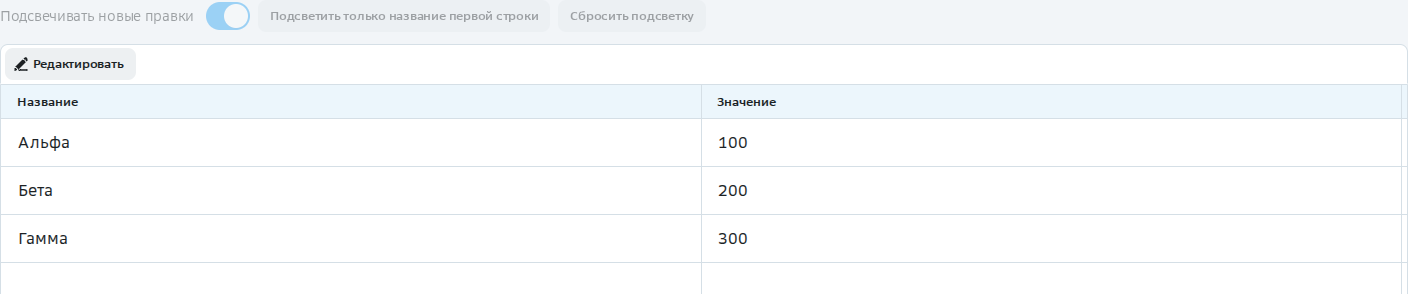 Подсвечивать новые правки Подсветить только название первой строки Сбросить подсветку
Редактировать
Название Значение
Альфа 100
Бета 200
Гамма 300